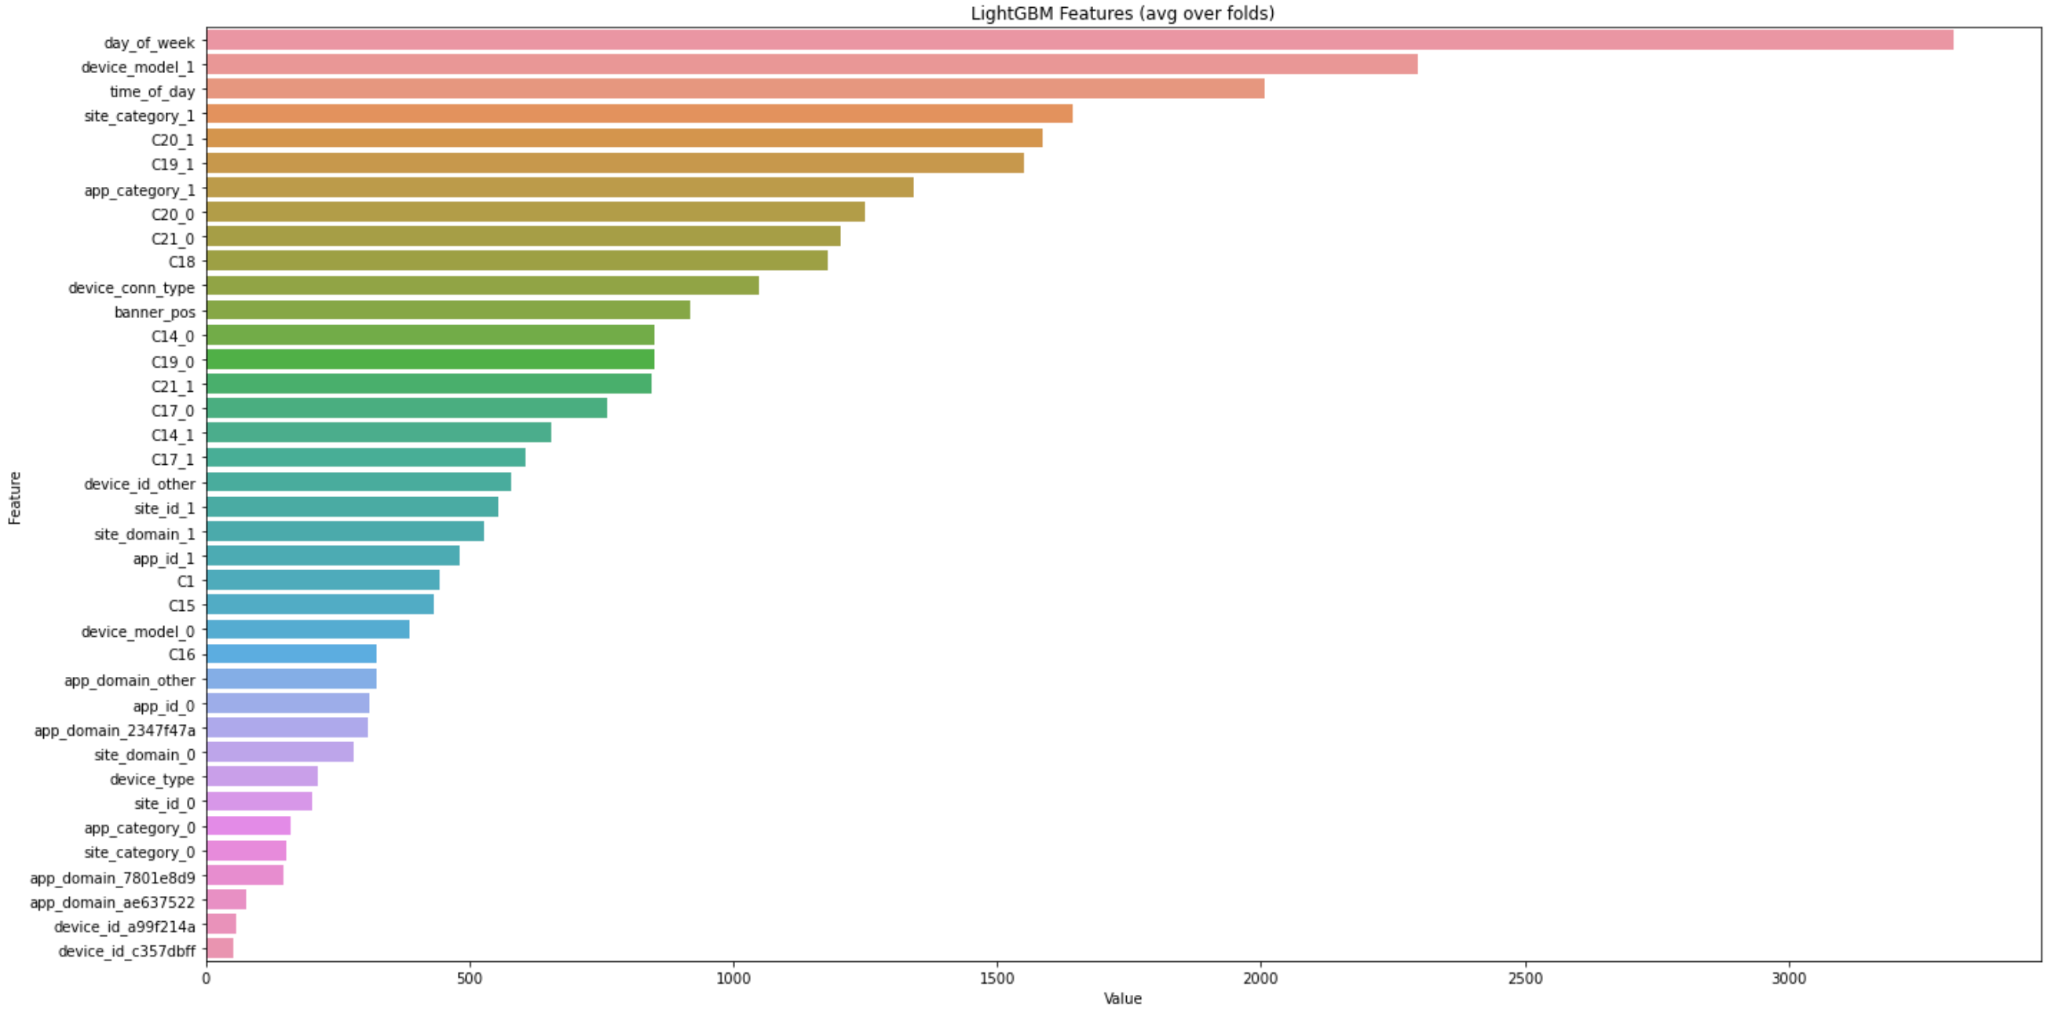 LightGBM Features (avg over folds)
day_of_week
device_model_1
time_of_day
site_category_1
C20_1
C19_1
app_category_1
C20_0
C21_0
C18
device_conn_type
banner_pos
C14_0
C19_0
C21_1
C17_0
C14_1
C17_1
device_id_other
site_id_1
site_domain_1
app_id_1
C1
C15
device_model_0
C16
app_domain_other
app_id_0
app_domain_2347f47a
site_domain_0
device_type
site_id_0
app_category_0
site_category_0
app_domain_7801e8d9
app_domain_ae637522
device_id_a99f214a
device_id_c357dbff
Feature
0 500 1000 1500 2000 2500 3000
Value